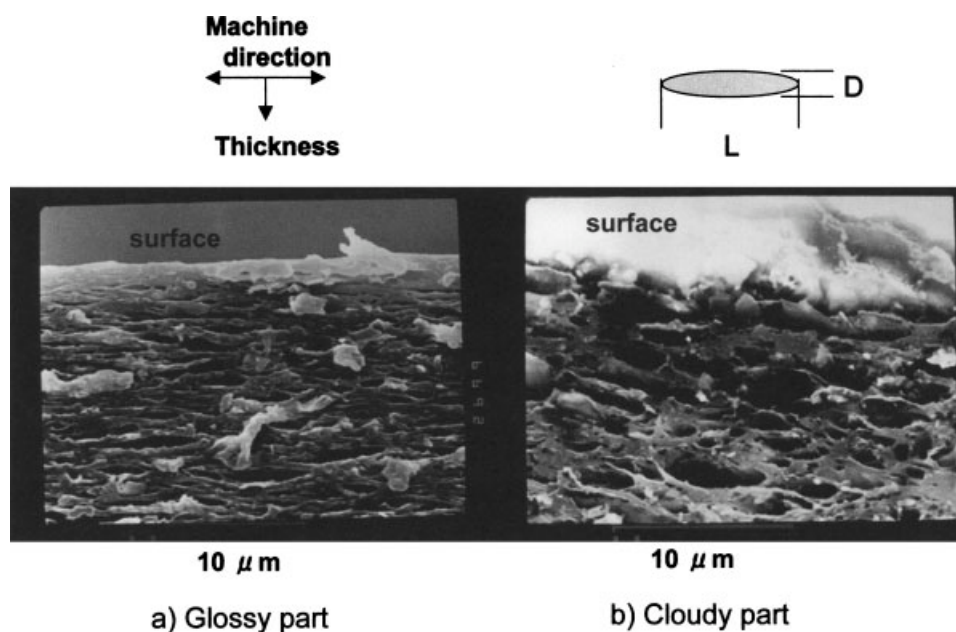 Machine
direction
Thickness
D
L
surface
surface
10 μm
10 μm
a) Glossy part
b) Cloudy part